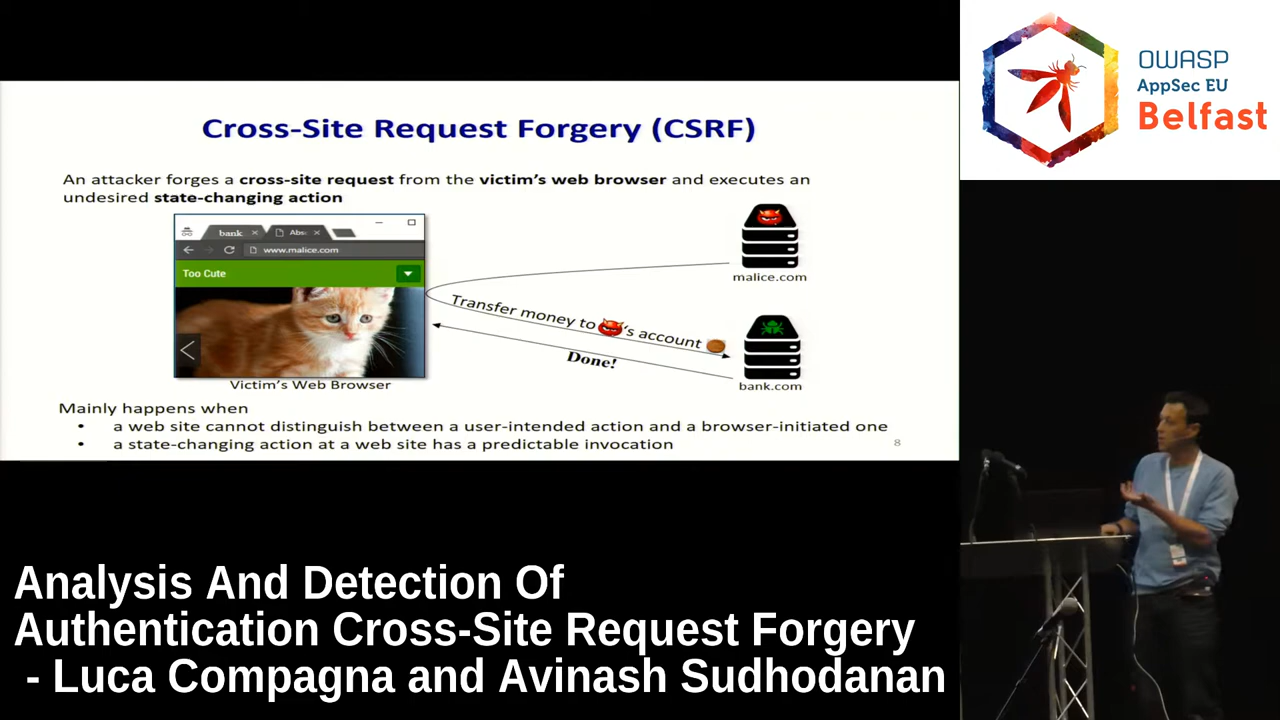 OWASP
AppSec EU
Belfast
Cross-Site Request Forgery (CSRF)
An attacker forges a cross-site request from the victim's web browser and executes an
undesired state-changing action
bank
Abs
www.malice.com
Too Cute
malice.com
Transfer money to 's account
Done!
bank.com
Victim's Web Browser
Mainly happens when
• a web site cannot distinguish between a user-intended action and a browser-initiated one
• a state-changing action at a web site has a predictable invocation
8
Analysis And Detection Of
Authentication Cross-Site Request Forgery
- Luca Compagna and Avinash Sudhodanan